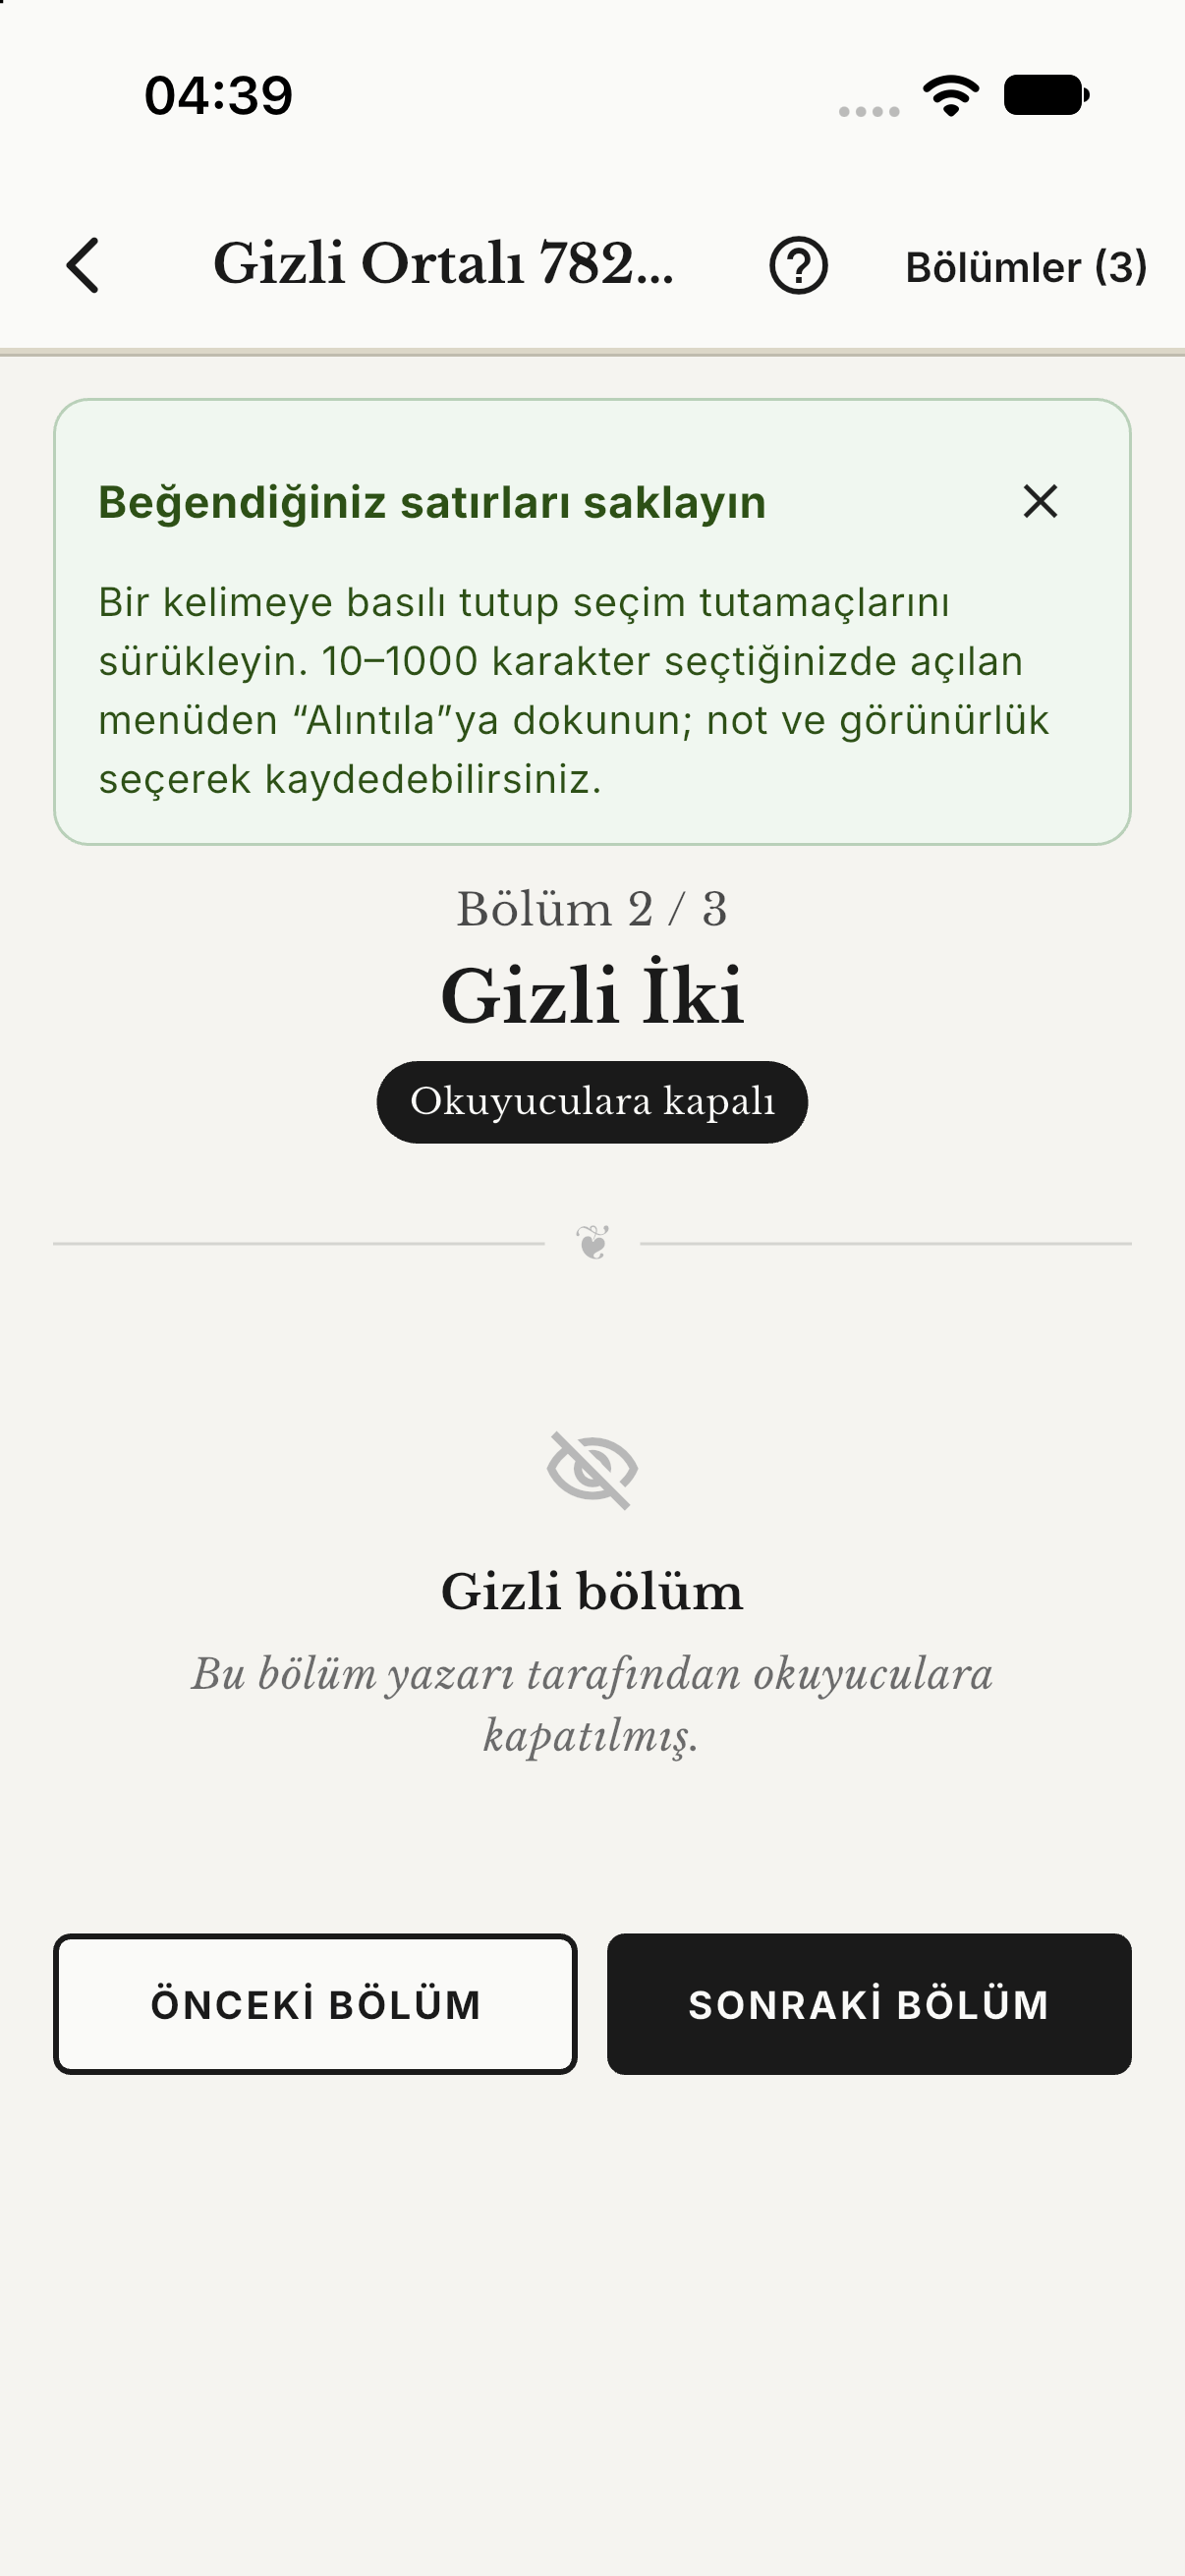 04:39
Gizli Ortalı 782...
Bölümler (3)
Beğendiğiniz satırları saklayın
Bir kelimeye basılı tutup seçim tutamaçlarını
sürükleyin. 10–1000 karakter seçtiğinizde açılan
menüden “Alıntıla”ya dokunun; not ve görünürlük
seçerek kaydedebilirsiniz.
Bölüm 2 / 3
Gizli İki
Okuyuculara kapalı
Gizli bölüm
Bu bölüm yazarı tarafından okuyuculara
kapatılmış.
ÖNCEKİ BÖLÜM
SONRAKİ BÖLÜM